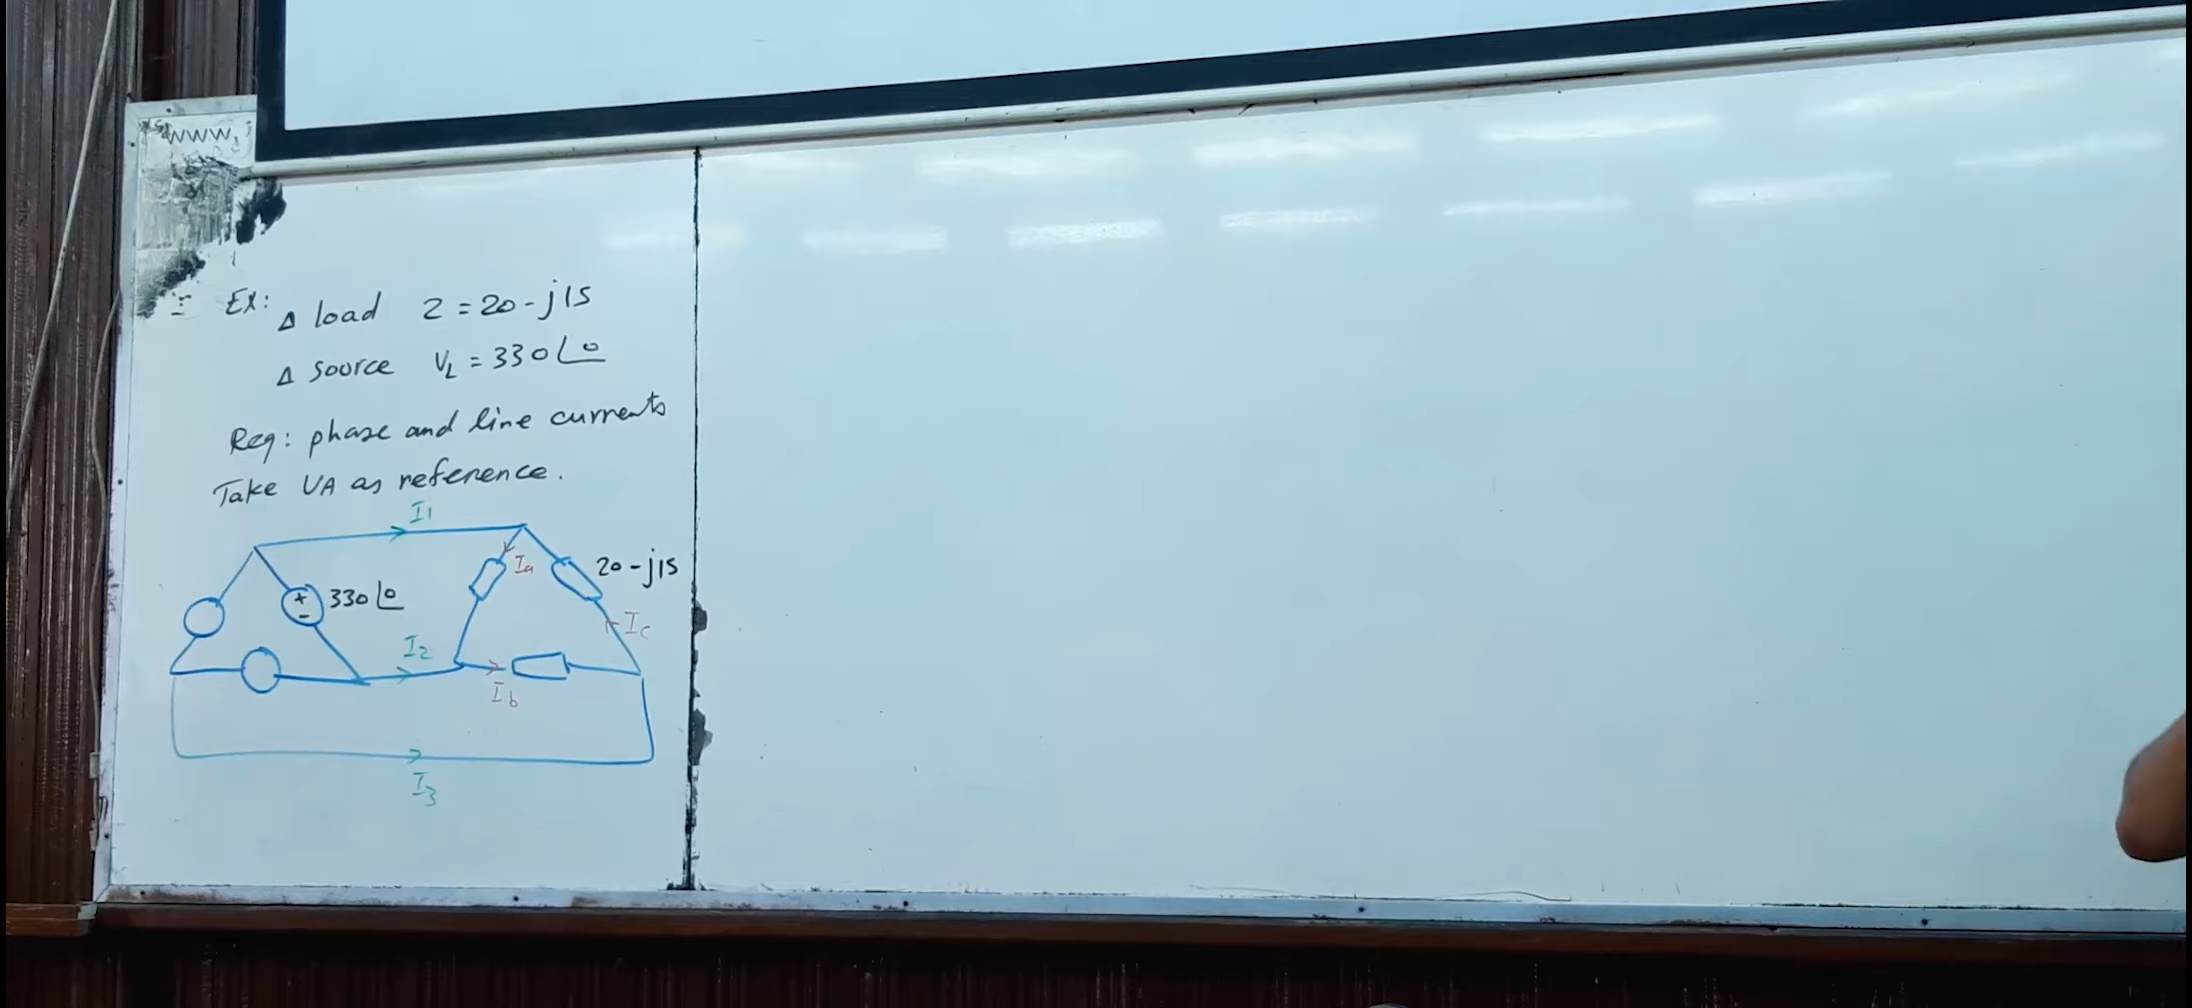 www.
Ex: Δ load Z = 20 - j15
Δ source VL = 330∠0
Req: phase and line currents
Take VA as reference.
I1
Ia
20 - j15
330∠0
Ic
I2
Ib
I3